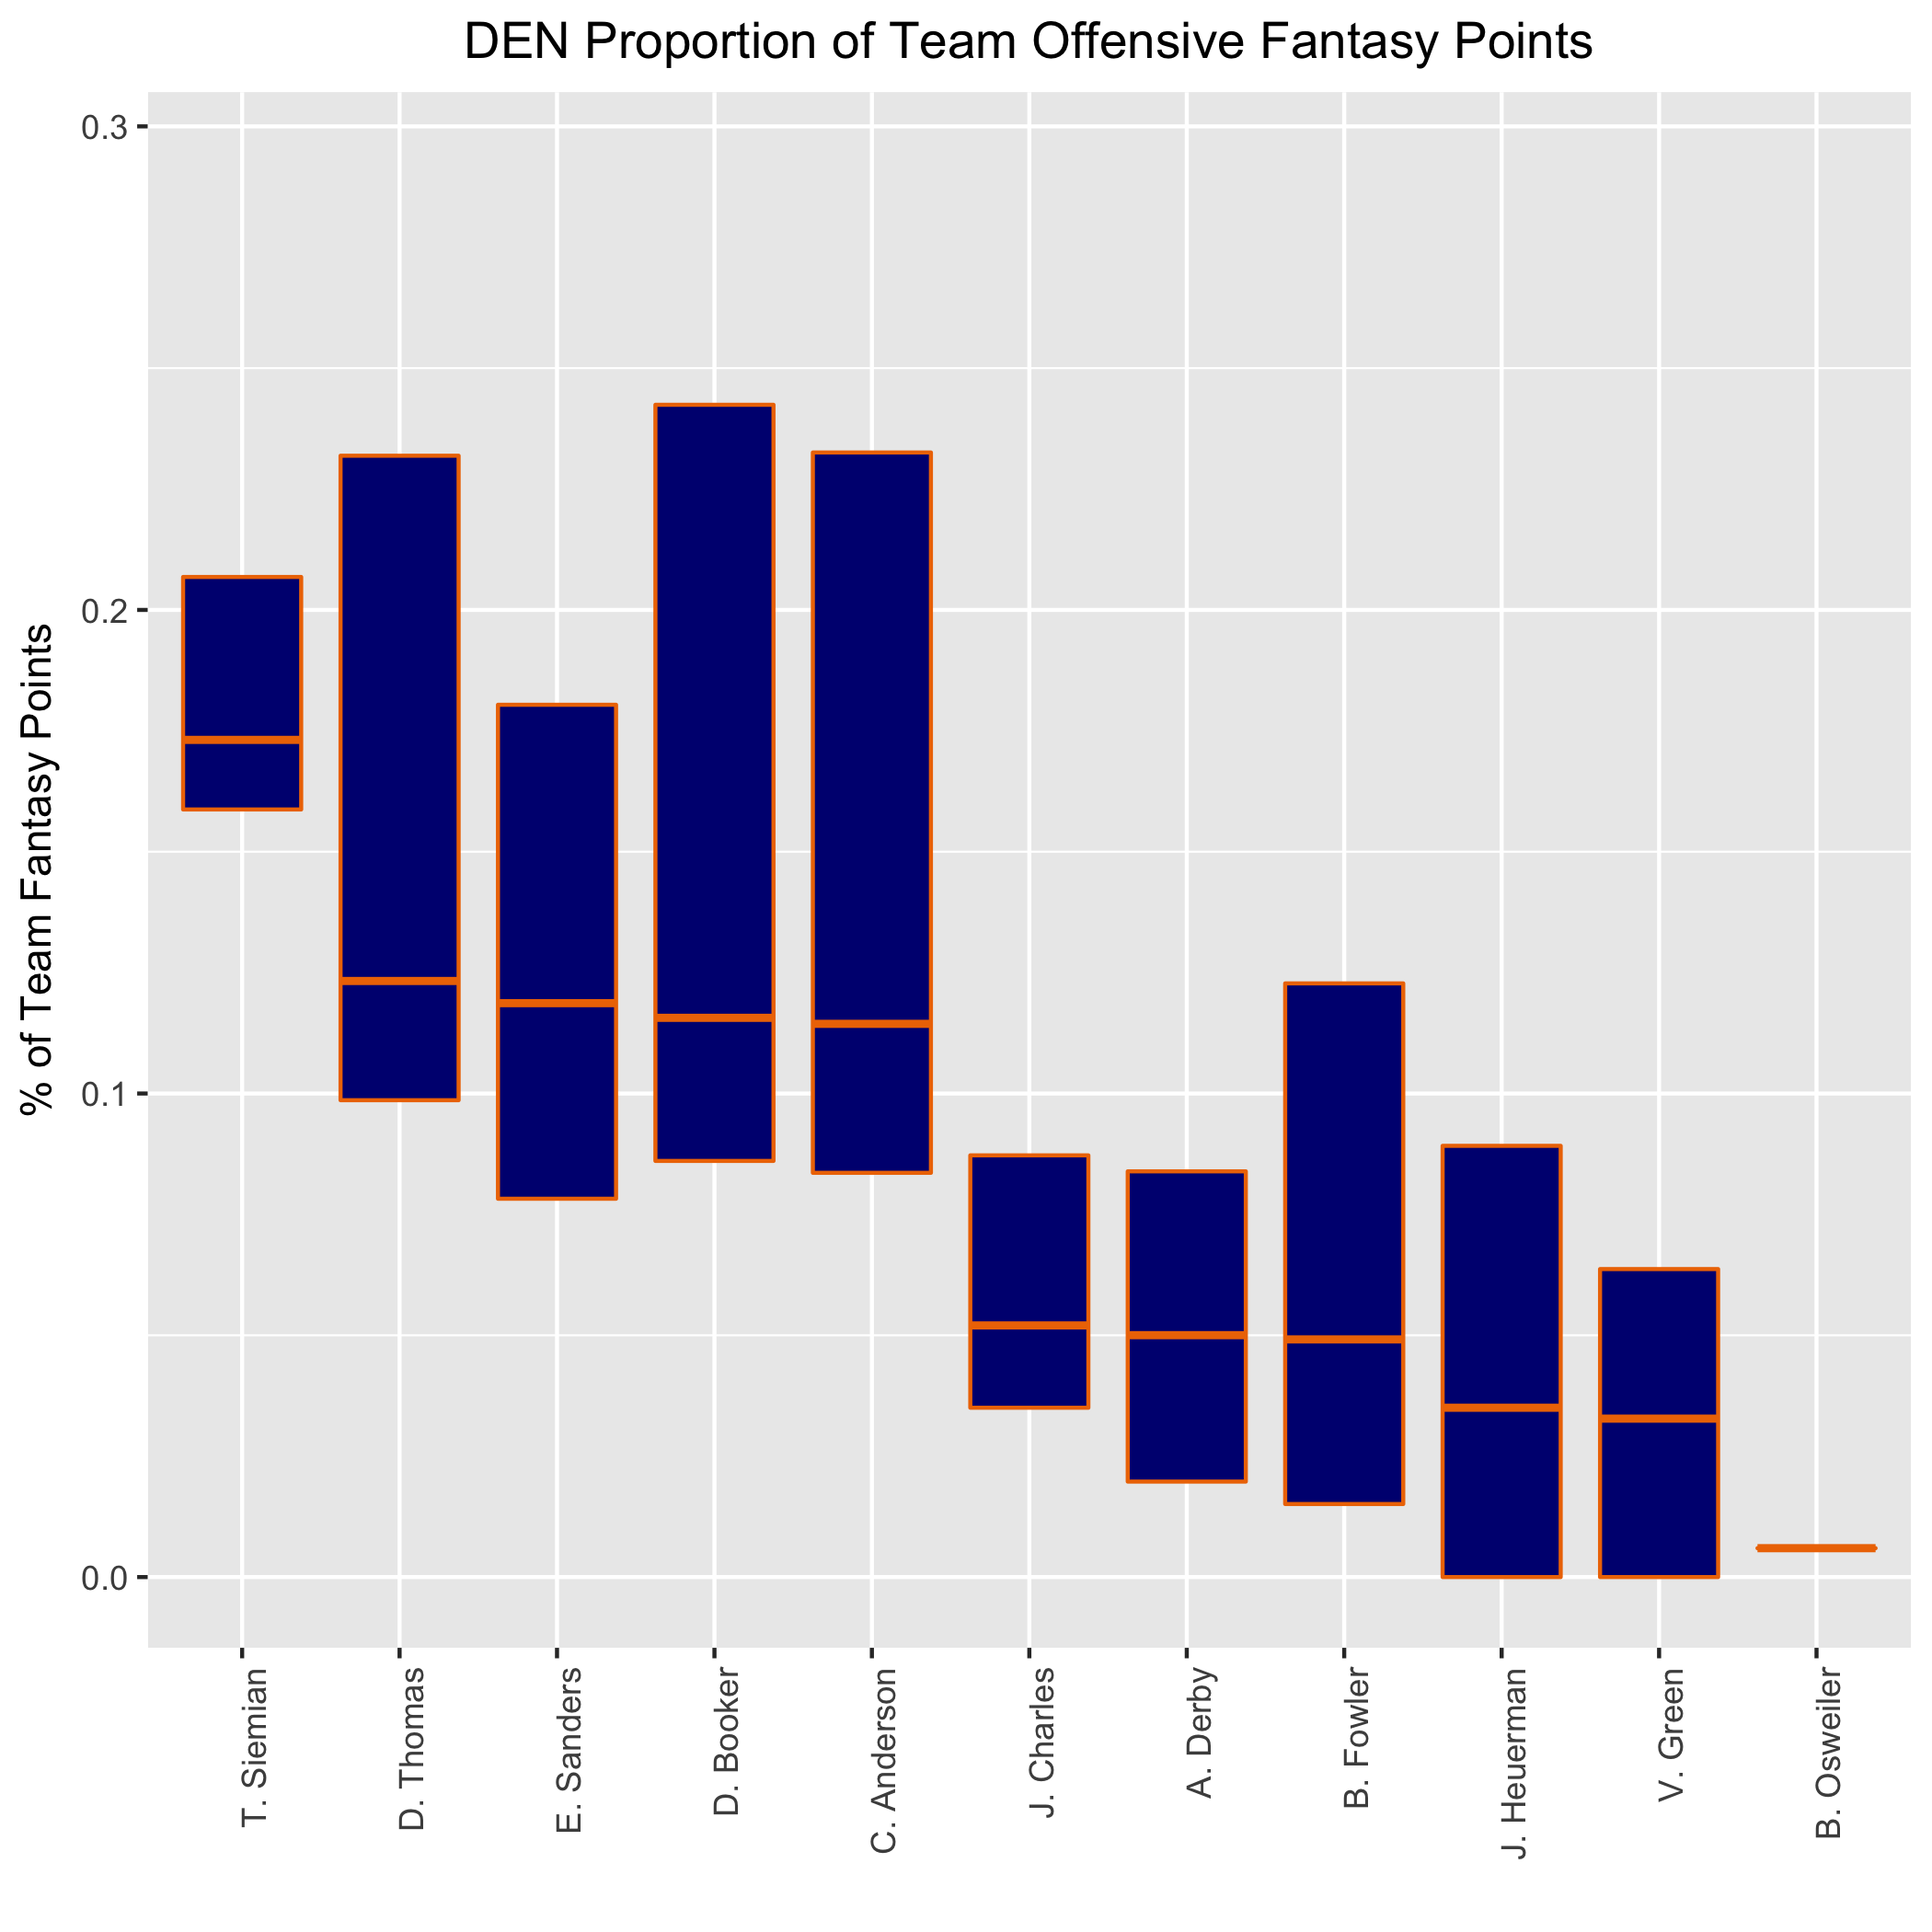 DEN Proportion of Team Offensive Fantasy Points
% of Team Fantasy Points
0.3
0.2
0.1
0.0
T. Siemian
D. Thomas
E. Sanders
D. Booker
C. Anderson
J. Charles
A. Derby
B. Fowler
J. Heuerman
V. Green
B. Osweiler